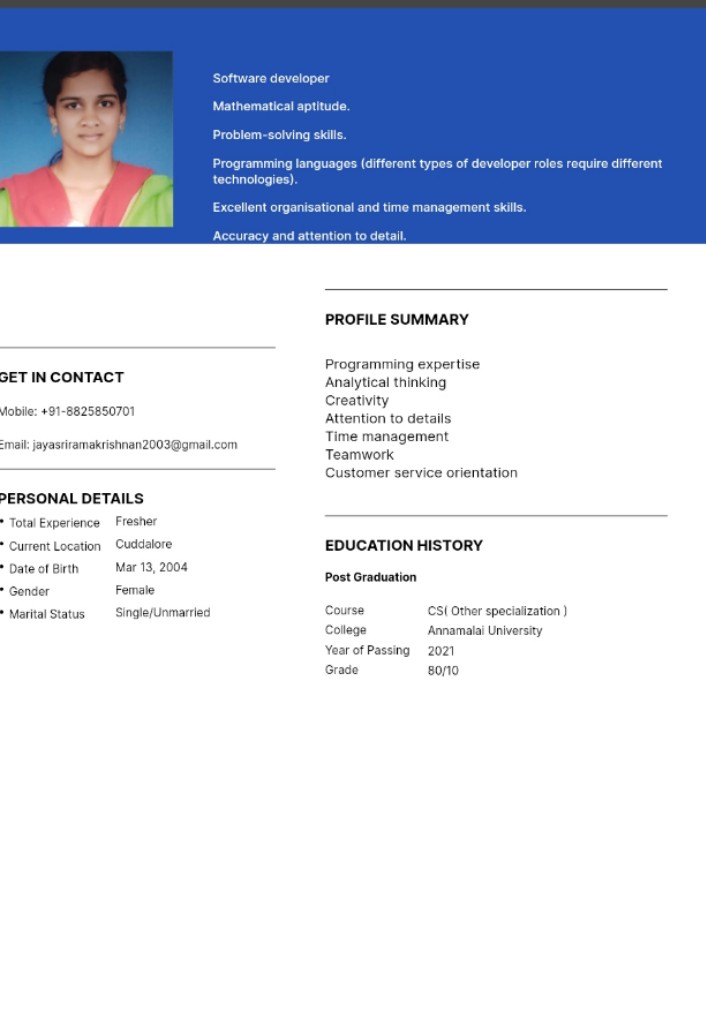 Software developer
Mathematical aptitude.
Problem-solving skills.
Programming languages (different types of developer roles require different
technologies).
Excellent organisational and time management skills.
Accuracy and attention to detail.
GET IN CONTACT
Mobile: +91-8825850701
Email: jayasriramakrishnan2003@gmail.com
PERSONAL DETAILS
• Total Experience Fresher
• Current Location Cuddalore
• Date of Birth Mar 13, 2004
• Gender Female
• Marital Status Single/Unmarried
PROFILE SUMMARY
Programming expertise
Analytical thinking
Creativity
Attention to details
Time management
Teamwork
Customer service orientation
EDUCATION HISTORY
Post Graduation
Course CS( Other specialization )
College Annamalai University
Year of Passing 2021
Grade 80/10